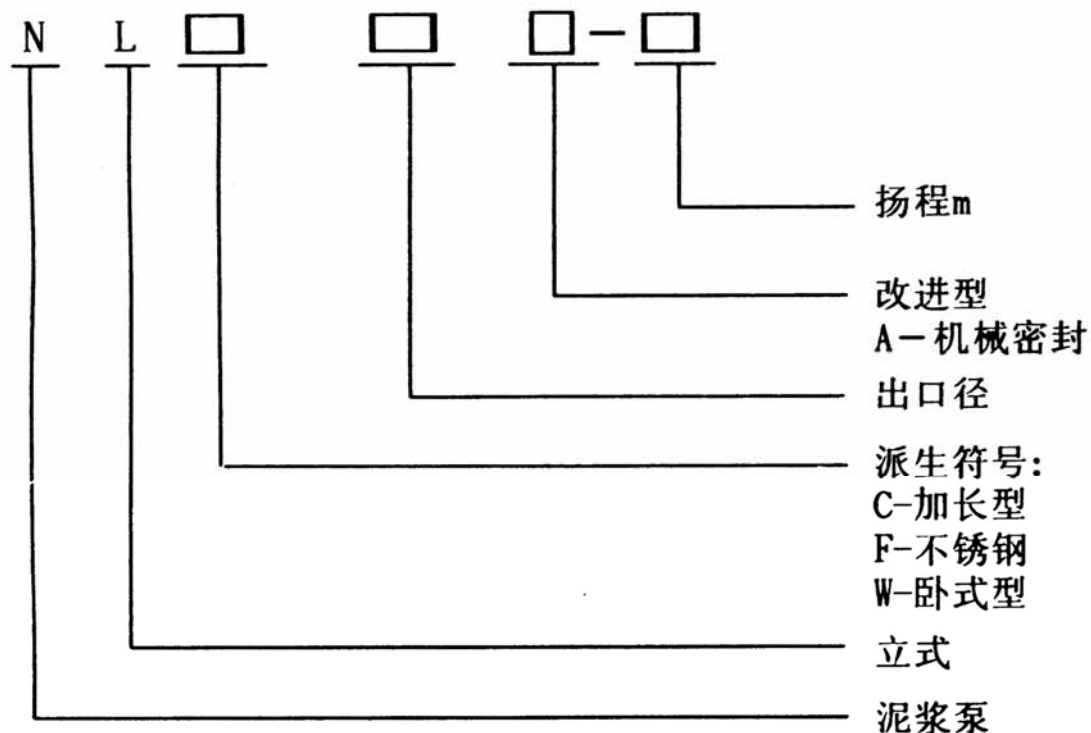 N L □ □ □-□
扬程m
改进型
A-机械密封
出口径
派生符号:
C-加长型
F-不锈钢
W-卧式型
立式
泥浆泵